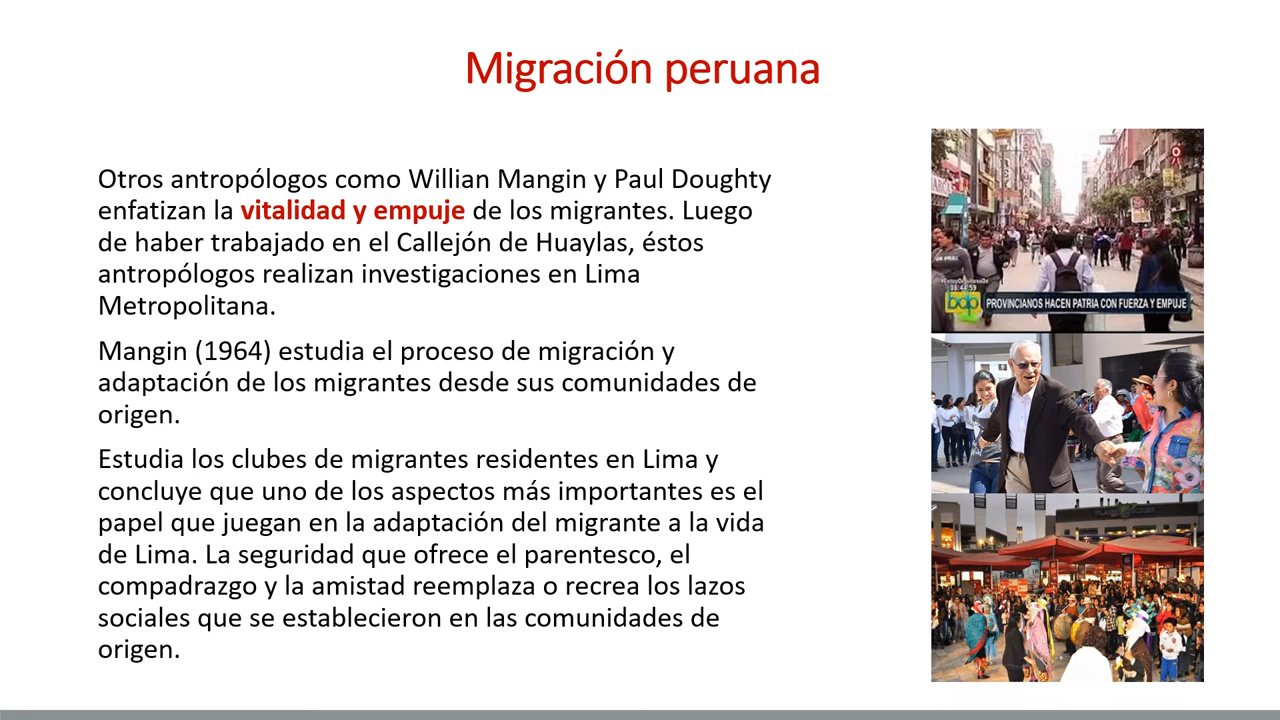 Migración peruana
Otros antropólogos como Willian Mangin y Paul Doughty
enfatizan la vitalidad y empuje de los migrantes. Luego
de haber trabajado en el Callejón de Huaylas, éstos
antropólogos realizan investigaciones en Lima
Metropolitana.
Mangin (1964) estudia el proceso de migración y
adaptación de los migrantes desde sus comunidades de
origen.
Estudia los clubes de migrantes residentes en Lima y
concluye que uno de los aspectos más importantes es el
papel que juegan en la adaptación del migrante a la vida
de Lima. La seguridad que ofrece el parentesco, el
compadrazgo y la amistad reemplaza o recrea los lazos
sociales que se establecieron en las comunidades de
origen.
08:44:59
bdp
PROVINCIANOS HACEN PATRIA CON FUERZA Y EMPUJE